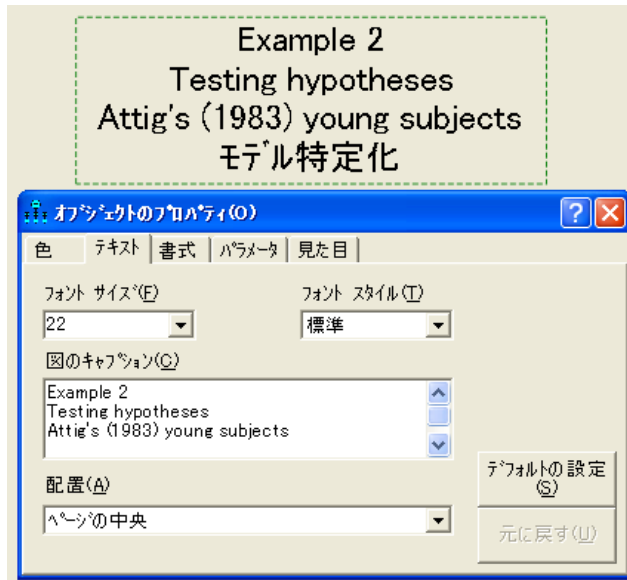 Example 2
Testing hypotheses
Attig's (1983) young subjects
モデル特定化
オブジェクトのプロパティ(O)
色 テキスト 書式 パラメータ 見た目
フォント サイズ(F) フォント スタイル(T)
22 標準
図のキャプション(C)
Example 2
Testing hypotheses
Attig's (1983) young subjects
配置(A)
ページの中央
デフォルトの設定
(S)
元に戻す(U)